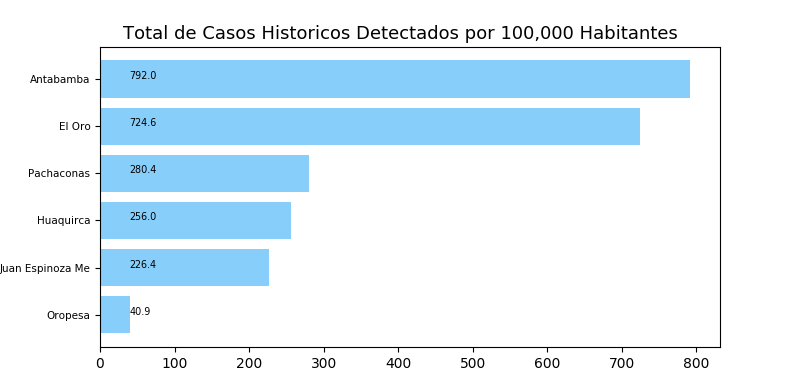 Total de Casos Historicos Detectados por 100,000 Habitantes
Antabamba 792.0
El Oro 724.6
Pachaconas 280.4
Huaquirca 256.0
Juan Espinoza Me 226.4
Oropesa 40.9
0 100 200 300 400 500 600 700 800